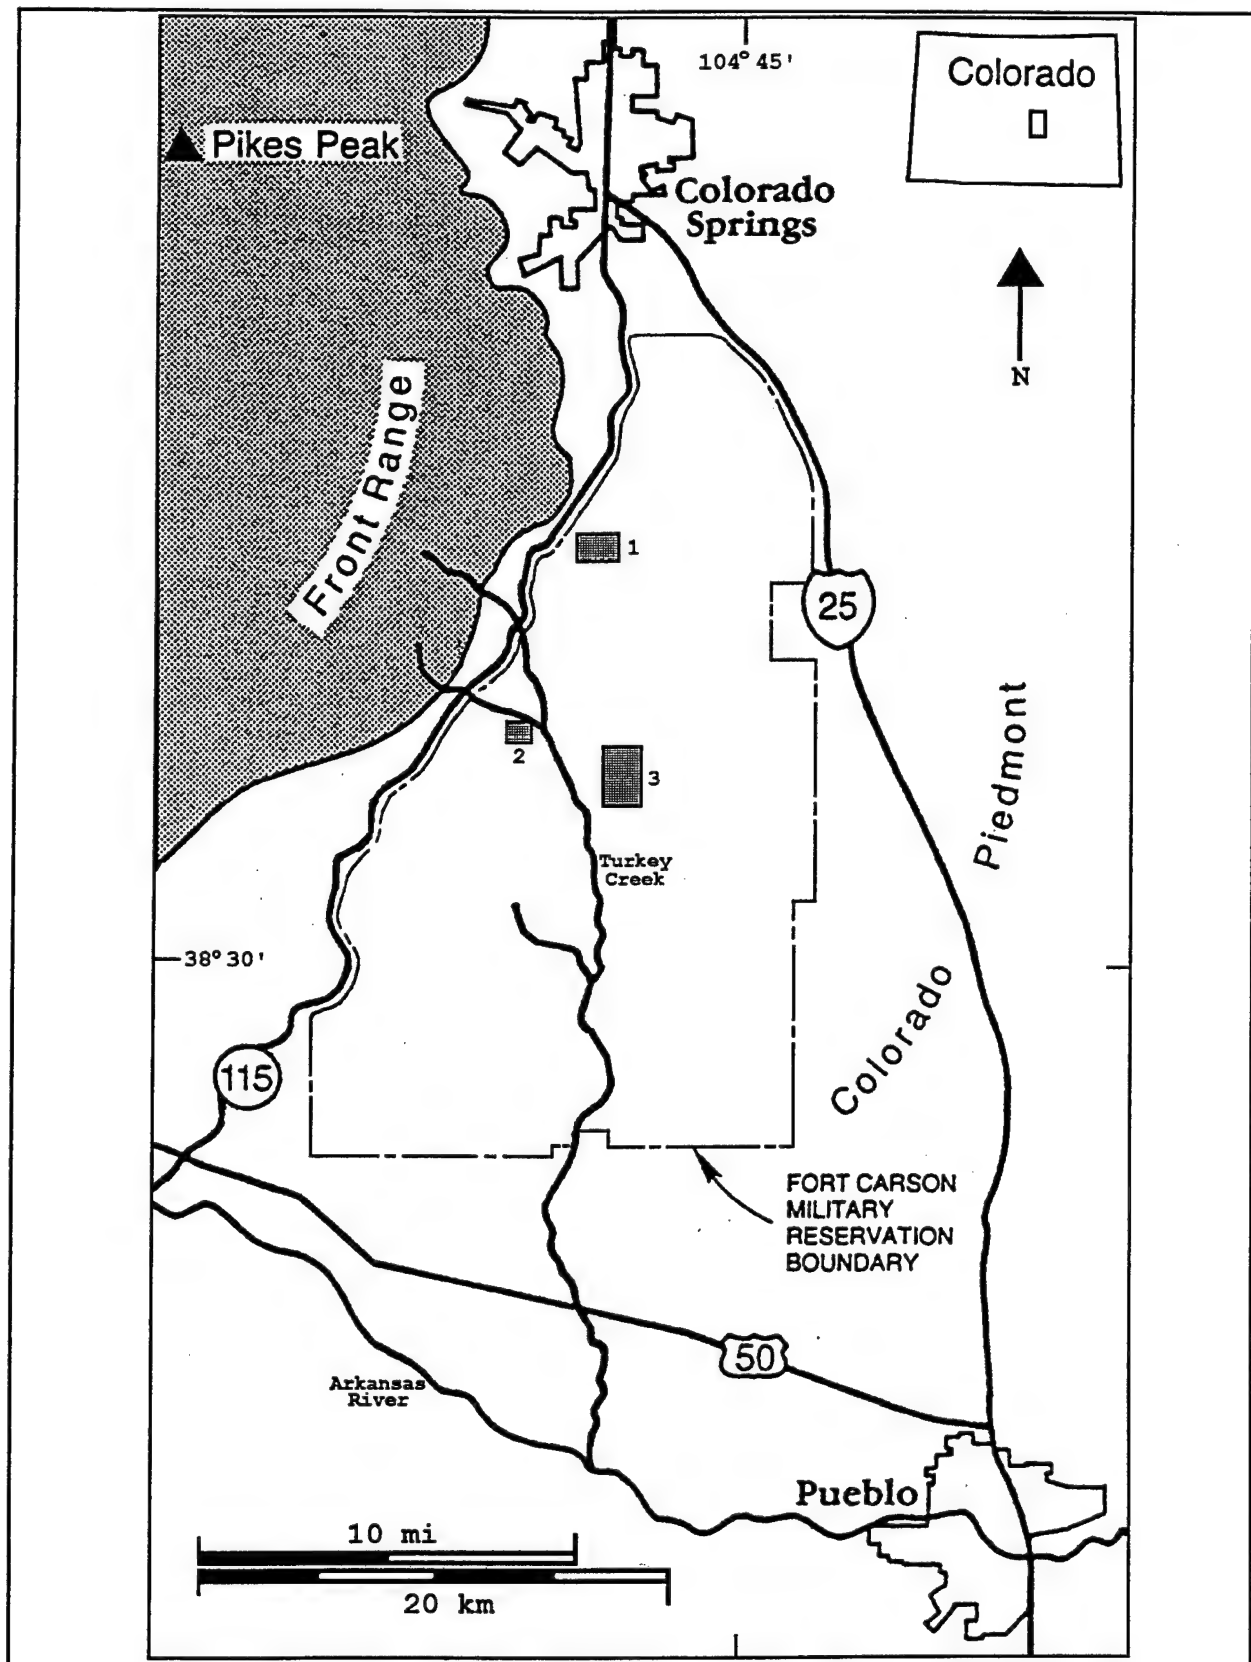 104° 45'
Colorado
Pikes Peak
Colorado
Springs
N
Front Range
1
25
2
3
Piedmont
Turkey
Creek
38° 30'
Colorado
115
FORT CARSON
MILITARY
RESERVATION
BOUNDARY
50
Arkansas
River
Pueblo
10 mi
20 km